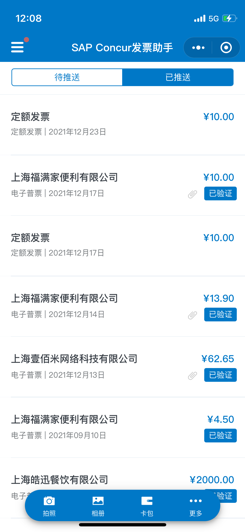 12:08
5G
SAP Concur发票助手
待推送 已推送
定额发票 ¥10.00
定额发票 | 2021年12月23日
上海福满家便利有限公司 ¥10.00
电子普票 | 2021年12月17日 已验证
定额发票 ¥10.00
定额发票 | 2021年12月17日
上海福满家便利有限公司 ¥13.90
电子普票 | 2021年12月14日 已验证
上海壹佰米网络科技有限公司 ¥62.65
电子普票 | 2021年12月13日 已验证
上海福满家便利有限公司 ¥4.50
电子普票 | 2021年09月10日 已验证
上海皓迅餐饮有限公司 ¥2000.00
拍照 相册 卡包 更多